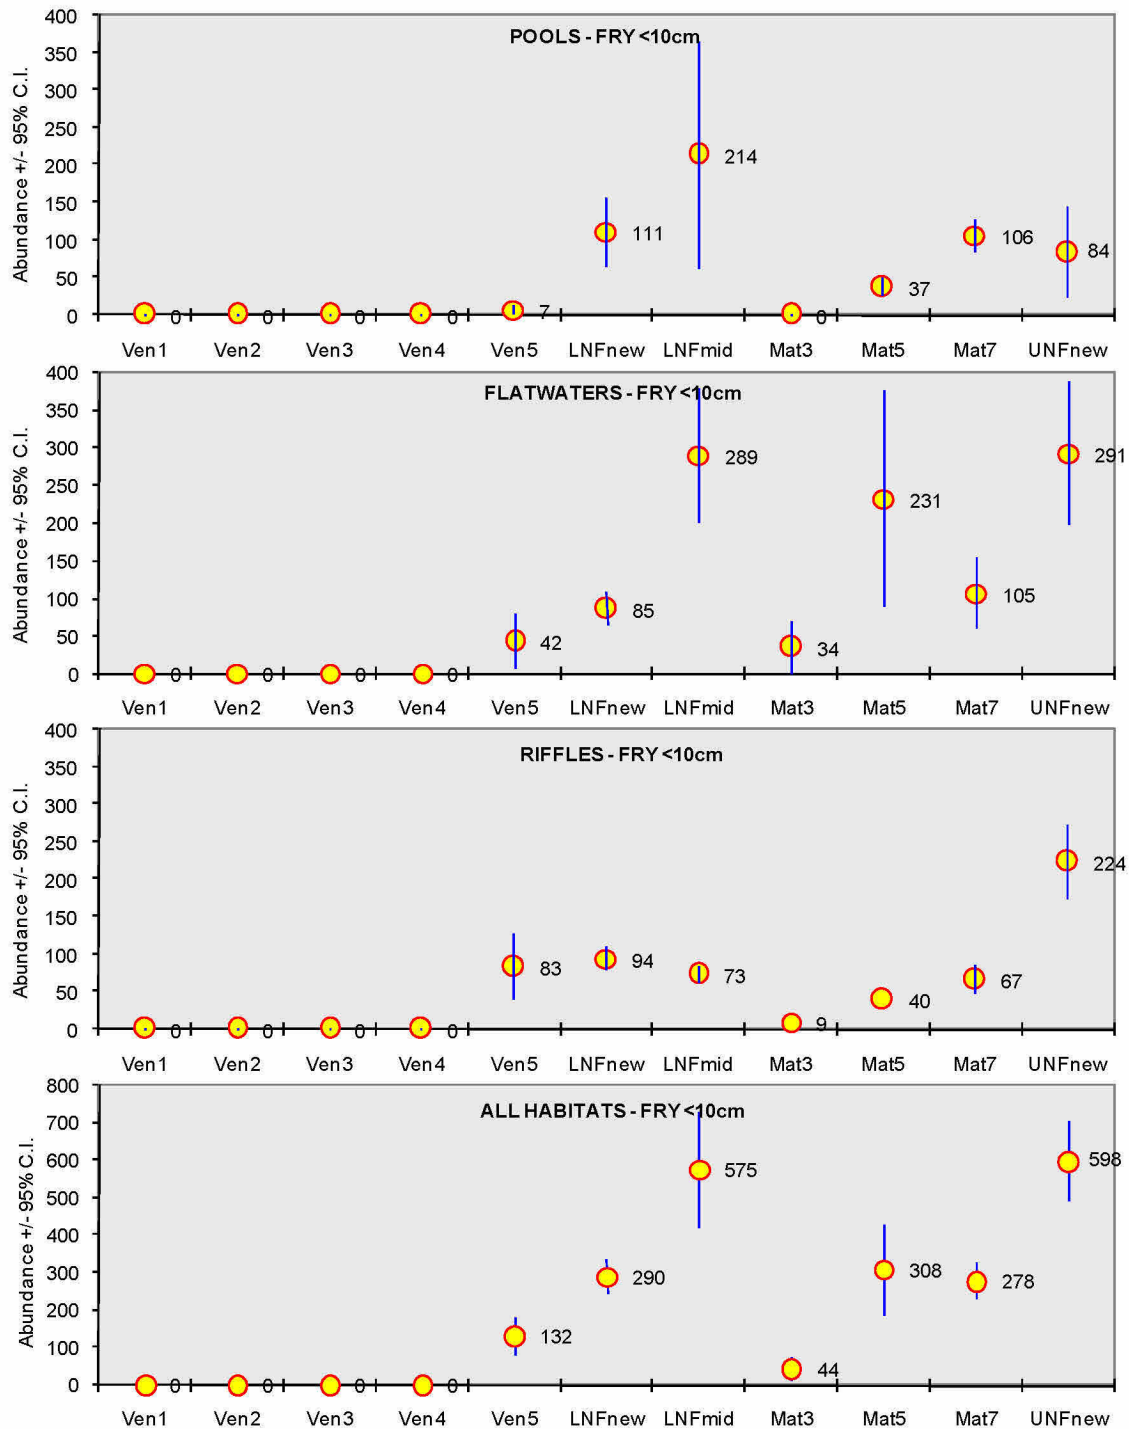 POOLS - FRY <10cm
Abundance +/- 95% C.I.
400
350
300
250
200
150
100
50
0
0 0 0 0 7 111 214 0 37 106 84
Ven1 Ven2 Ven3 Ven4 Ven5 LNFnew LNFmid Mat3 Mat5 Mat7 UNFnew
FLATWATERS - FRY <10cm
Abundance +/- 95% C.I.
400
350
300
250
200
150
100
50
0
0 0 0 0 42 85 289 34 231 105 291
Ven1 Ven2 Ven3 Ven4 Ven5 LNFnew LNFmid Mat3 Mat5 Mat7 UNFnew
RIFFLES - FRY <10cm
Abundance +/- 95% C.I.
400
350
300
250
200
150
100
50
0
0 0 0 0 83 94 73 9 40 67 224
Ven1 Ven2 Ven3 Ven4 Ven5 LNFnew LNFmid Mat3 Mat5 Mat7 UNFnew
ALL HABITATS - FRY <10cm
Abundance +/- 95% C.I.
800
700
600
500
400
300
200
100
0
0 0 0 0 132 290 575 44 308 278 598
Ven1 Ven2 Ven3 Ven4 Ven5 LNFnew LNFmid Mat3 Mat5 Mat7 UNFnew